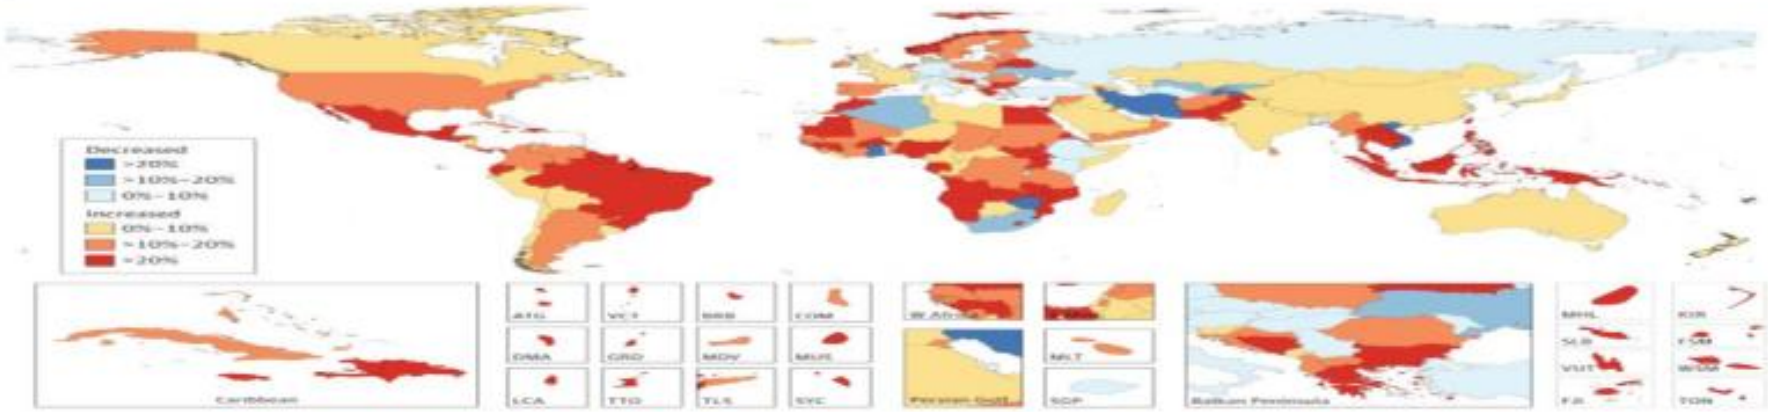 Decreased
>20%
>10%–20%
0%–10%
Increased
0%–10%
>10%–20%
>20%
Caribbean
ATG
VCT
BRB
COM
DMA
GRD
MDV
MUS
LCA
TTO
TLS
SYC
W Africa
Persian Gulf
MLT
SGP
Balkan Peninsula
MHL
KIR
SLB
FSM
VUT
WSM
FJI
TON